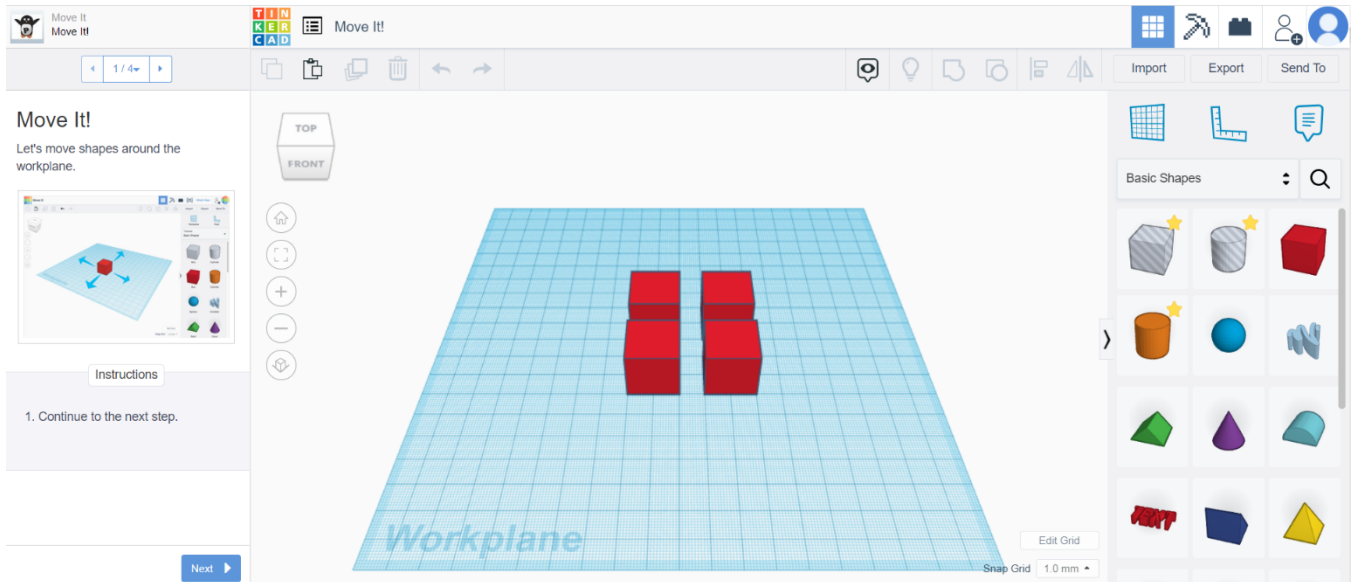 Move It
Move It!
1 / 4
Move It!
Let's move shapes around the
workplane.
Instructions
1. Continue to the next step.
Next
TIN
KER
CAD
Move It!
Import
Export
Send To
TOP
FRONT
Workplane
Edit Grid
Snap Grid 1.0 mm
Basic Shapes
TEXT